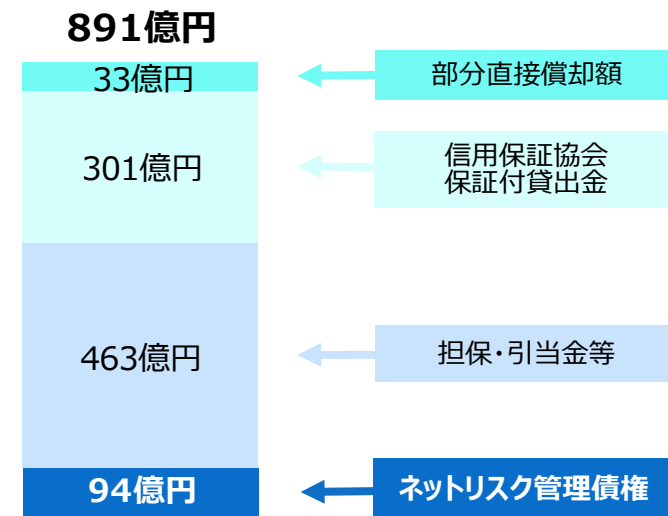 891億円
33億円
部分直接償却額
301億円
信用保証協会
保証付貸出金
463億円
担保・引当金等
94億円
ネットリスク管理債権